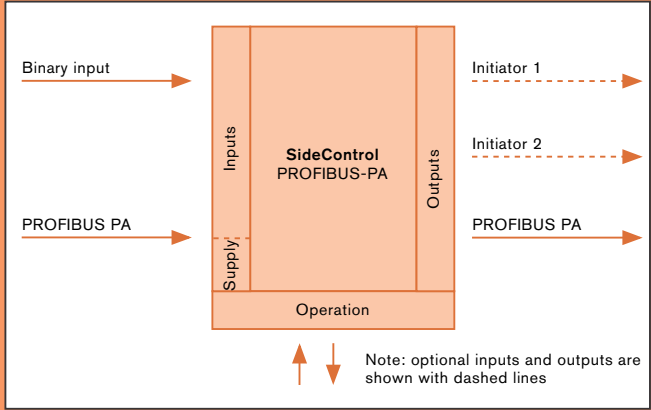 Binary input
PROFIBUS PA
Inputs
Supply
SideControl
PROFIBUS-PA
Outputs
Operation
Initiator 1
Initiator 2
PROFIBUS PA
Note: optional inputs and outputs are
shown with dashed lines